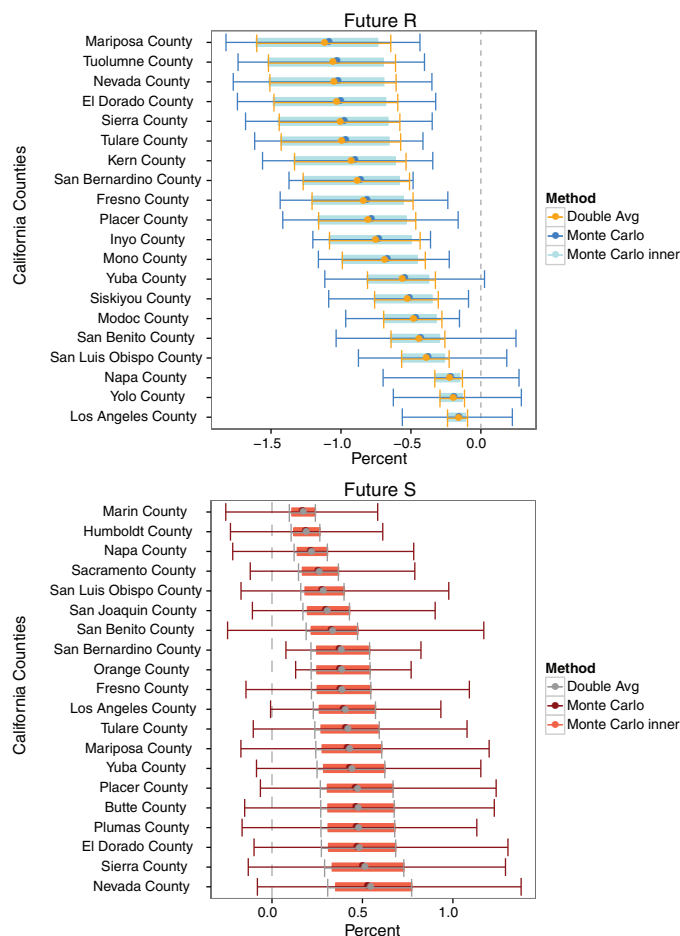 Future R
Mariposa County
Tuolumne County
Nevada County
El Dorado County
Sierra County
Tulare County
Kern County
San Bernardino County
Fresno County
Placer County
Inyo County
Mono County
Yuba County
Siskiyou County
Modoc County
San Benito County
San Luis Obispo County
Napa County
Yolo County
Los Angeles County
California Counties
−1.5 −1.0 −0.5 0.0
Percent
Method
Double Avg
Monte Carlo
Monte Carlo inner
Future S
Marin County
Humboldt County
Napa County
Sacramento County
San Luis Obispo County
San Joaquin County
San Benito County
San Bernardino County
Orange County
Fresno County
Los Angeles County
Tulare County
Mariposa County
Yuba County
Placer County
Butte County
Plumas County
El Dorado County
Sierra County
Nevada County
California Counties
0.0 0.5 1.0
Percent
Method
Double Avg
Monte Carlo
Monte Carlo inner